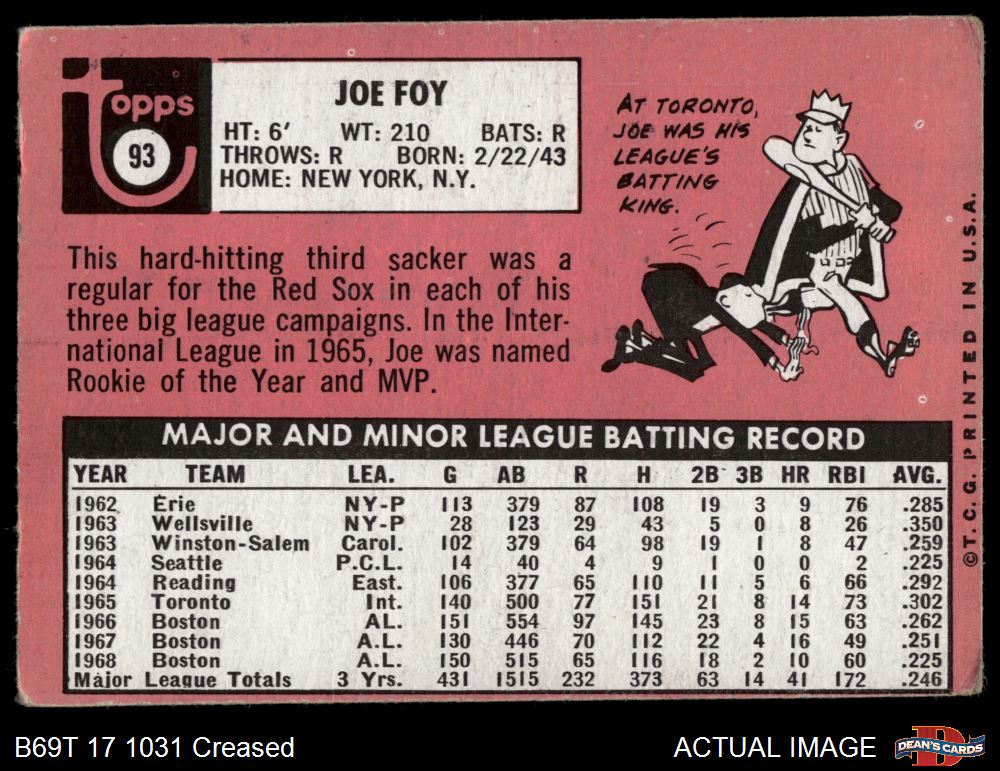 topps
93
JOE FOY
HT: 6' WT: 210 BATS: R
THROWS: R BORN: 2/22/43
HOME: NEW YORK, N.Y.
AT TORONTO,
JOE WAS HIS
LEAGUE'S
BATTING
KING.
This hard-hitting third sacker was a
regular for the Red Sox in each of his
three big league campaigns. In the Inter-
national League in 1965, Joe was named
Rookie of the Year and MVP.
MAJOR AND MINOR LEAGUE BATTING RECORD
YEAR TEAM LEA. G AB R H 2B 3B HR RBI AVG.
1962 Erie NY-P 113 379 87 108 19 3 9 76 .285
1963 Wellsville NY-P 28 123 29 43 5 0 8 26 .350
1963 Winston-Salem Carol. 102 379 64 98 19 1 8 47 .259
1964 Seattle P.C.L. 14 40 4 9 1 0 0 2 .225
1964 Reading East. 106 377 65 110 11 5 6 66 .292
1965 Toronto Int. 140 500 77 151 21 8 14 73 .302
1966 Boston AL. 151 554 97 145 23 8 15 63 .262
1967 Boston A.L. 130 446 70 112 22 4 16 49 .251
1968 Boston A.L. 150 515 65 116 18 2 10 60 .225
Major League Totals 3 Yrs. 431 1515 232 373 63 14 41 172 .246
©T.C.G. PRINTED IN U.S.A.
B69T 17 1031 Creased
ACTUAL IMAGE
DEAN'S CARDS